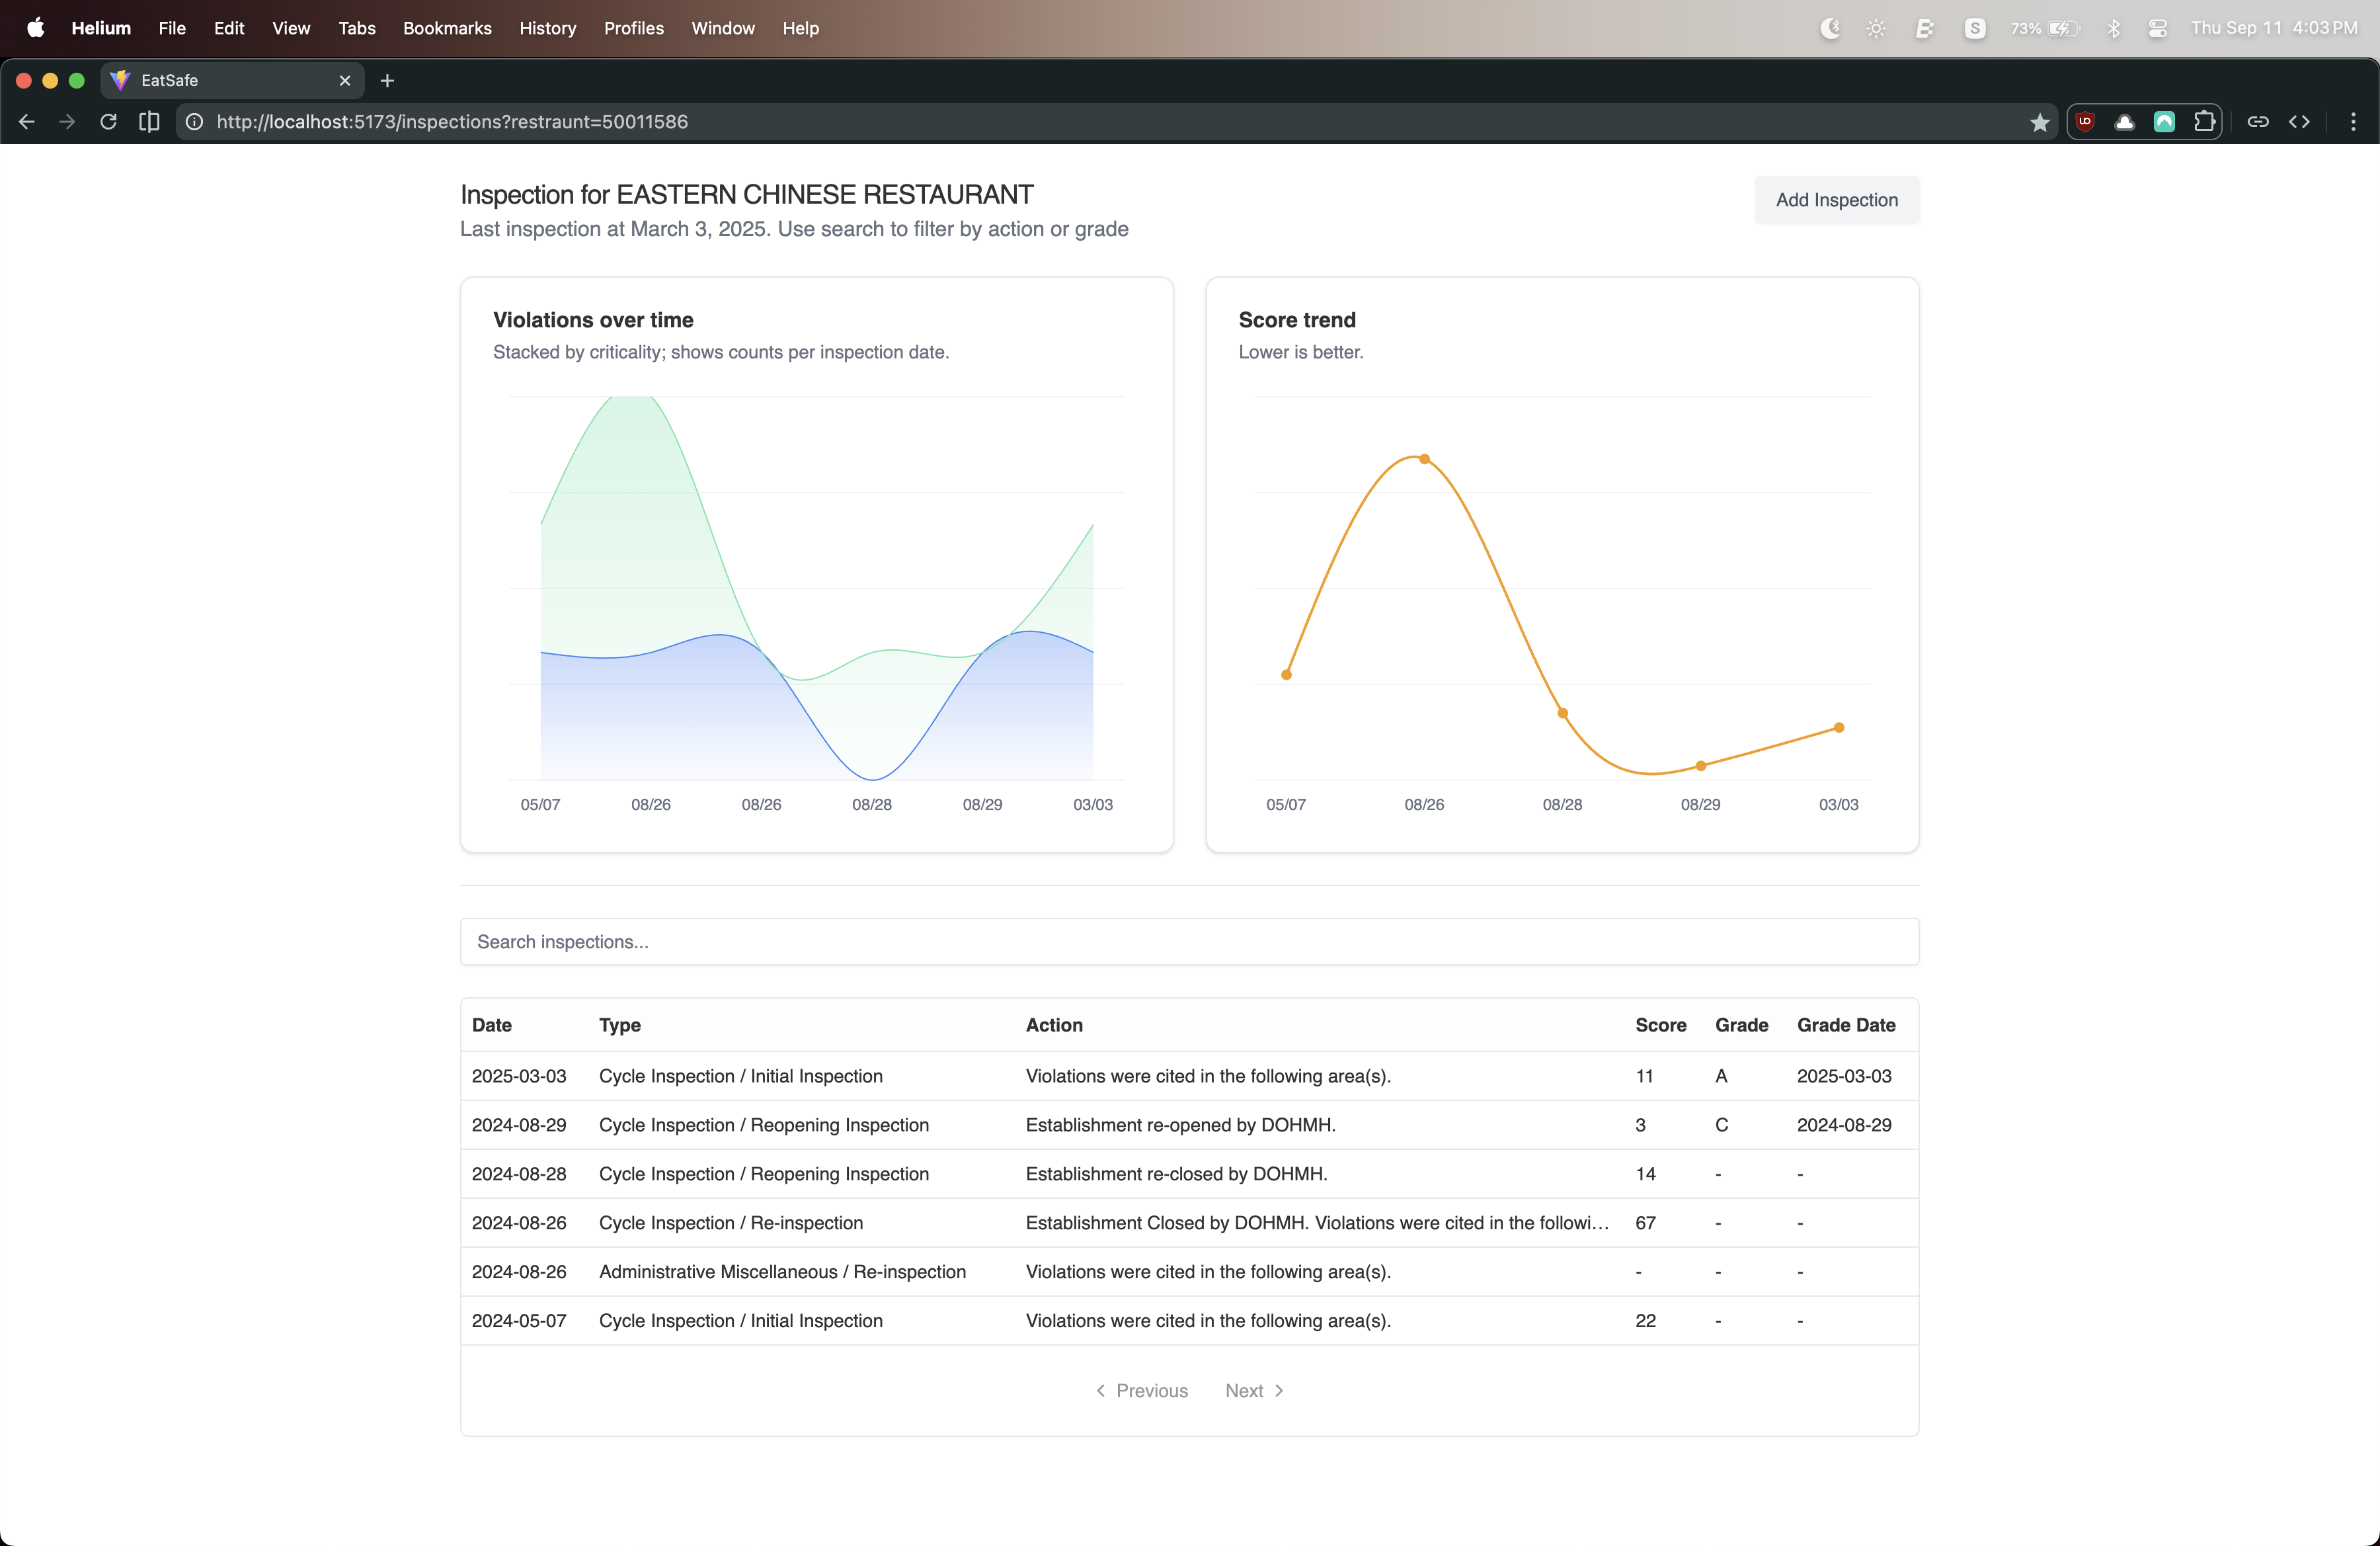 Helium File Edit View Tabs Bookmarks History Profiles Window Help S 73% Thu Sep 11 4:03 PM
EatSafe
http://localhost:5173/inspections?restraunt=50011586
Inspection for EASTERN CHINESE RESTAURANT
Add Inspection
Last inspection at March 3, 2025. Use search to filter by action or grade
Violations over time
Stacked by criticality; shows counts per inspection date.
05/07 08/26 08/26 08/28 08/29 03/03
Score trend
Lower is better.
05/07 08/26 08/28 08/29 03/03
Search inspections...
Date Type Action Score Grade Grade Date
2025-03-03 Cycle Inspection / Initial Inspection Violations were cited in the following area(s). 11 A 2025-03-03
2024-08-29 Cycle Inspection / Reopening Inspection Establishment re-opened by DOHMH. 3 C 2024-08-29
2024-08-28 Cycle Inspection / Reopening Inspection Establishment re-closed by DOHMH. 14 - -
2024-08-26 Cycle Inspection / Re-inspection Establishment Closed by DOHMH. Violations were cited in the followi... 67 - -
2024-08-26 Administrative Miscellaneous / Re-inspection Violations were cited in the following area(s). - - -
2024-05-07 Cycle Inspection / Initial Inspection Violations were cited in the following area(s). 22 - -
Previous Next